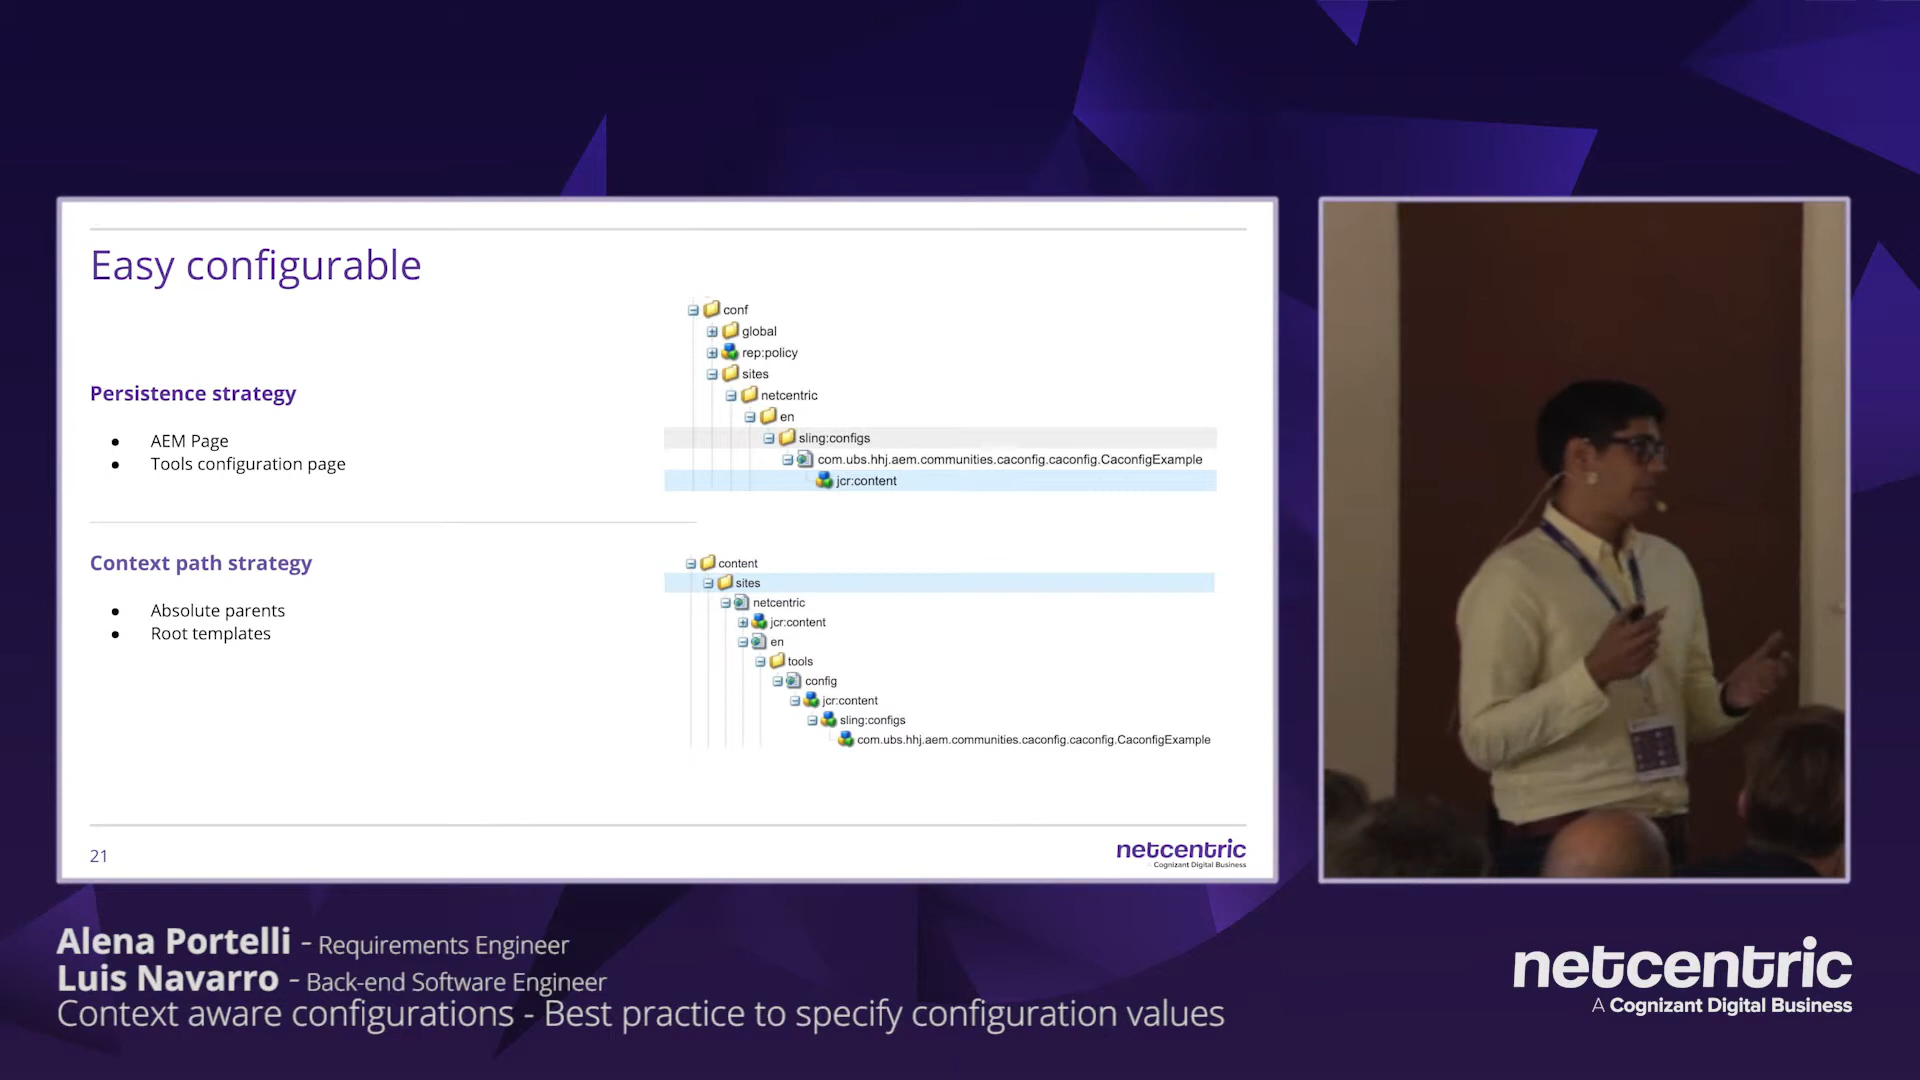 Easy configurable
Persistence strategy
● AEM Page
● Tools configuration page
conf
global
rep:policy
sites
netcentric
en
sling:configs
com.ubs.hhj.aem.communities.caconfig.caconfig.CaconfigExample
jcr:content
Context path strategy
● Absolute parents
● Root templates
content
sites
netcentric
jcr:content
en
tools
config
jcr:content
sling:configs
com.ubs.hhj.aem.communities.caconfig.caconfig.CaconfigExample
21
netcentric
Cognizant Digital Business
Alena Portelli - Requirements Engineer
Luis Navarro - Back-end Software Engineer
Context aware configurations - Best practice to specify configuration values
netcentric
A Cognizant Digital Business